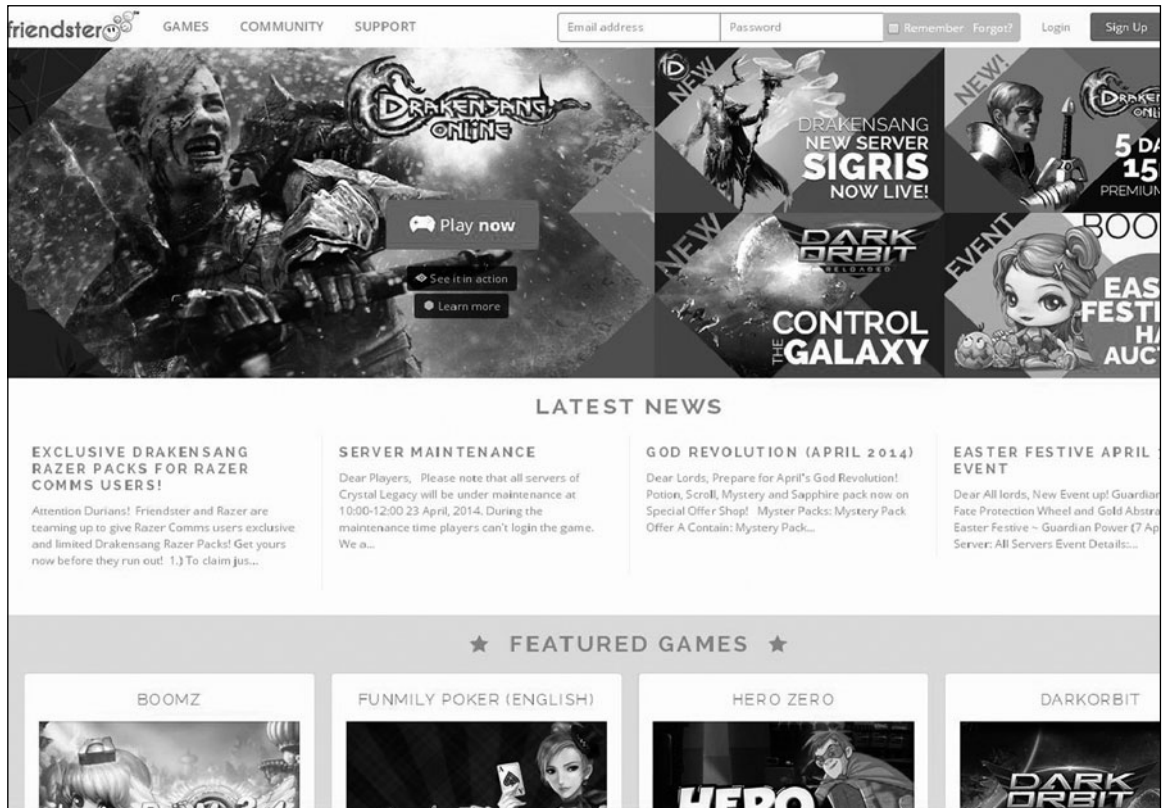 friendster
GAMES COMMUNITY SUPPORT
Email address Password Remember Forgot? Login Sign Up
DRAKENSANG
ONLINE
Play now
See it in action
Learn more
NEW
DRAKENSANG
NEW SERVER
SIGRIS
NOW LIVE!
NEW!
5 DA
15
PREMIUM
NEW
DARK
ORBIT
RELOADED
CONTROL
THE GALAXY
EVENT
BOO
EAS
FESTI
HA
AUC
LATEST NEWS
EXCLUSIVE DRAKENSANG
RAZER PACKS FOR RAZER
COMMS USERS!
Attention Durians! Friendster and Razer are
teaming up to give Razer Comms users exclusive
and limited Drakensang Razer Packs! Get yours
now before they run out! 1.) To claim jus...
SERVER MAINTENANCE
Dear Players, Please note that all servers of
Crystal Legacy will be under maintenance at
10:00-12:00 23 April, 2014. During the
maintenance time players can't login the game.
We a...
GOD REVOLUTION (APRIL 2014)
Dear Lords, Prepare for April's God Revolution!
Potion, Scroll, Mystery and Sapphire pack now on
Special Offer Shop! Myster Packs: Mystery Pack
Offer A Contain: Mystery Pack...
EASTER FESTIVE APRIL
EVENT
Dear All lords, New Event up! Guardian
Fate Protection Wheel and Gold Abstra
Easter Festive ~ Guardian Power (7 Ap
Server: All Servers Event Details:...
★ FEATURED GAMES ★
BOOMZ
FUNMILY POKER (ENGLISH)
HERO ZERO
DARKORBIT
HERO
DARK
ORBIT